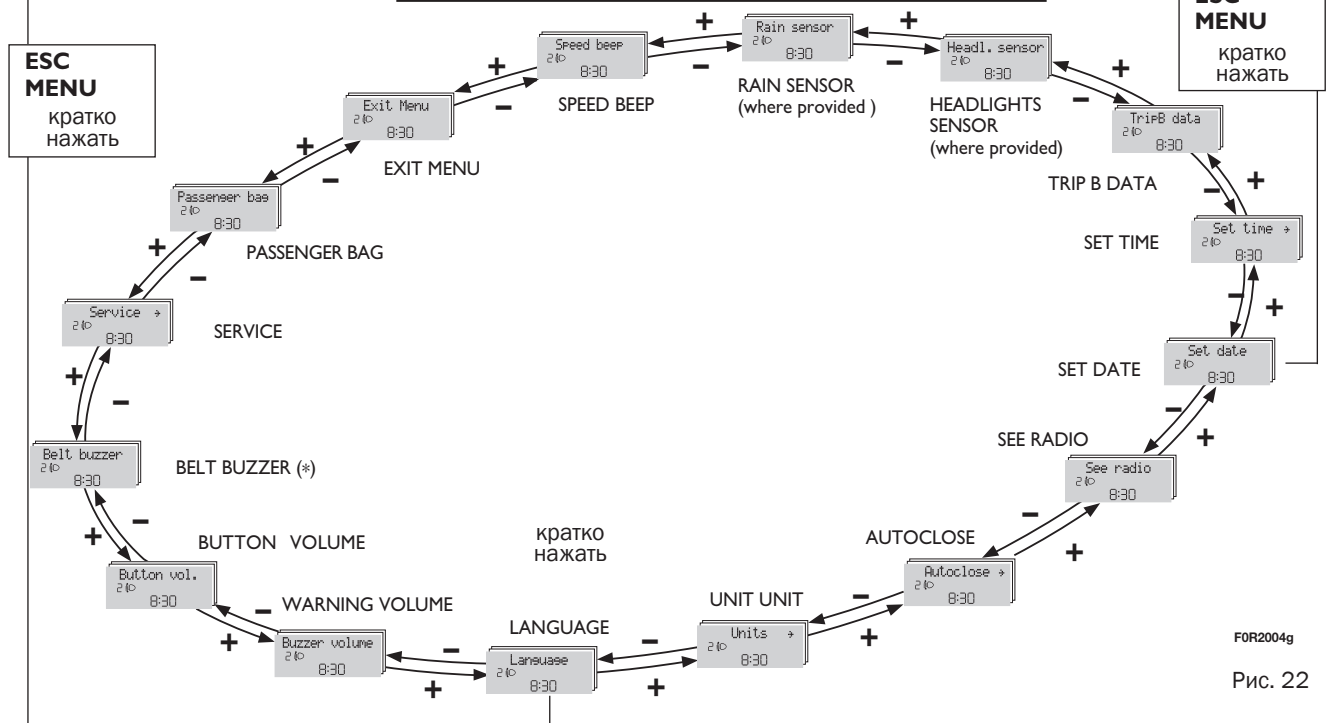 ESC
MENU
кратко
нажать
ESC
MENU
кратко
нажать
Speed beep
8:30
SPEED BEEP
Rain sensor
8:30
RAIN SENSOR
(where provided )
Headl. sensor
8:30
HEADLIGHTS
SENSOR
(where provided)
TripB data
8:30
TRIP B DATA
Set time →
8:30
SET TIME
Set date
8:30
SET DATE
See radio
8:30
SEE RADIO
Autoclose →
8:30
AUTOCLOSE
Units →
8:30
UNIT UNIT
Language
8:30
LANGUAGE
кратко
нажать
Buzzer volume
8:30
WARNING VOLUME
Button vol.
8:30
BUTTON VOLUME
Belt buzzer
8:30
BELT BUZZER (*)
Service →
8:30
SERVICE
Passenger bag
8:30
PASSENGER BAG
Exit Menu
8:30
EXIT MENU
F0R2004g
Рис. 22